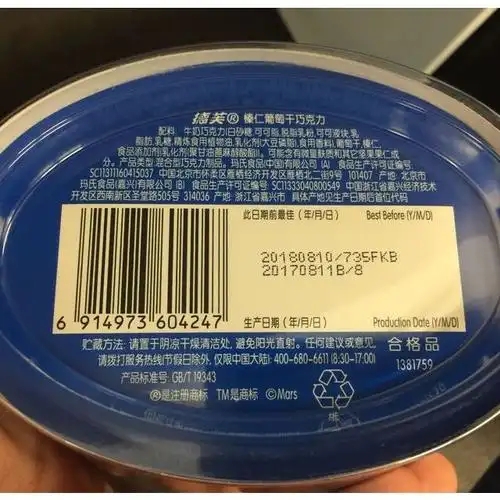 德芙® 榛仁葡萄干巧克力
配料: 牛奶巧克力(白砂糖,可可脂,脱脂乳粉,可可液块,乳
脂肪,乳糖,精炼食用植物油,乳化剂(大豆磷脂),食用香料),葡萄干,榛仁,
食品添加剂(乳化剂(聚甘油蓖麻醇酸酯)). 可能含有微量麸质和其它坚果果仁成
分. 产品类型: 混合型巧克力制品. 玛氏食品(中国)有限公司 (A) 食品生产许可证编号:
SC11311160415037 中国北京市怀柔区雁栖经济开发区雁栖北二街9号 101407 产地: 北京市
玛氏食品(嘉兴)有限公司 (B) 食品生产许可证编号: SC11333040800549 中国浙江省嘉兴经济技术
开发区西南新区圣堂路505号 314036 产地: 浙江省嘉兴市 具体产地见生产日期后首位代码
此日期前最佳 (年/月/日) Best Before (Y/M/D)
20180810/735FKB
20170811B/8
生产日期 (年/月/日) Production Date (Y/M/D)
6 914973 604247
贮藏方法: 请置于阴凉干燥清洁处, 避免阳光直射. 任何建议或意见,
请拨打服务热线(节假日除外, 仅限中国大陆): 400-680-6611 (8:30-17:00)
合格品
1381759
产品标准号: GB/T 19343
®是注册商标 TM是商标 ©Mars
纸